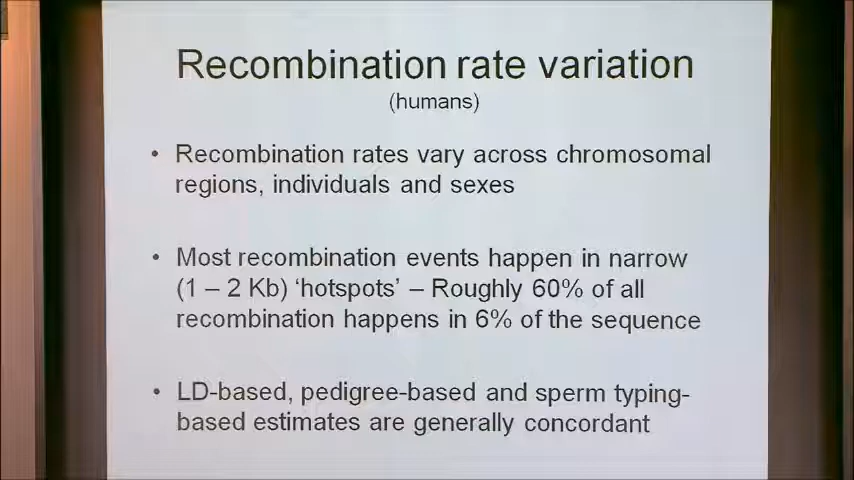 Recombination rate variation
(humans)
• Recombination rates vary across chromosomal
regions, individuals and sexes
• Most recombination events happen in narrow
(1 – 2 Kb) ‘hotspots’ – Roughly 60% of all
recombination happens in 6% of the sequence
• LD-based, pedigree-based and sperm typing-
based estimates are generally concordant